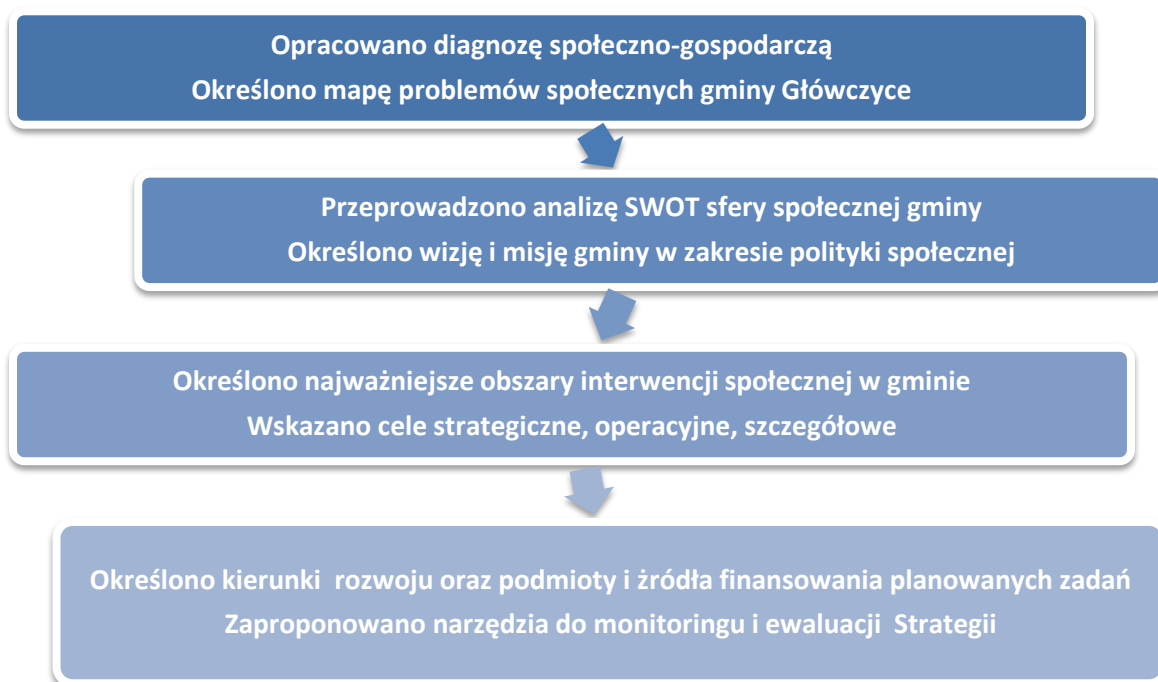 Opracowano diagnozę społeczno-gospodarczą
Określono mapę problemów społecznych gminy Główczyce
Przeprowadzono analizę SWOT sfery społecznej gminy
Określono wizję i misję gminy w zakresie polityki społecznej
Określono najważniejsze obszary interwencji społecznej w gminie
Wskazano cele strategiczne, operacyjne, szczegółowe
Określono kierunki  rozwoju oraz podmioty i żródła finansowania planowanych zadań
Zaproponowano narzędzia do monitoringu i ewaluacji  Strategii